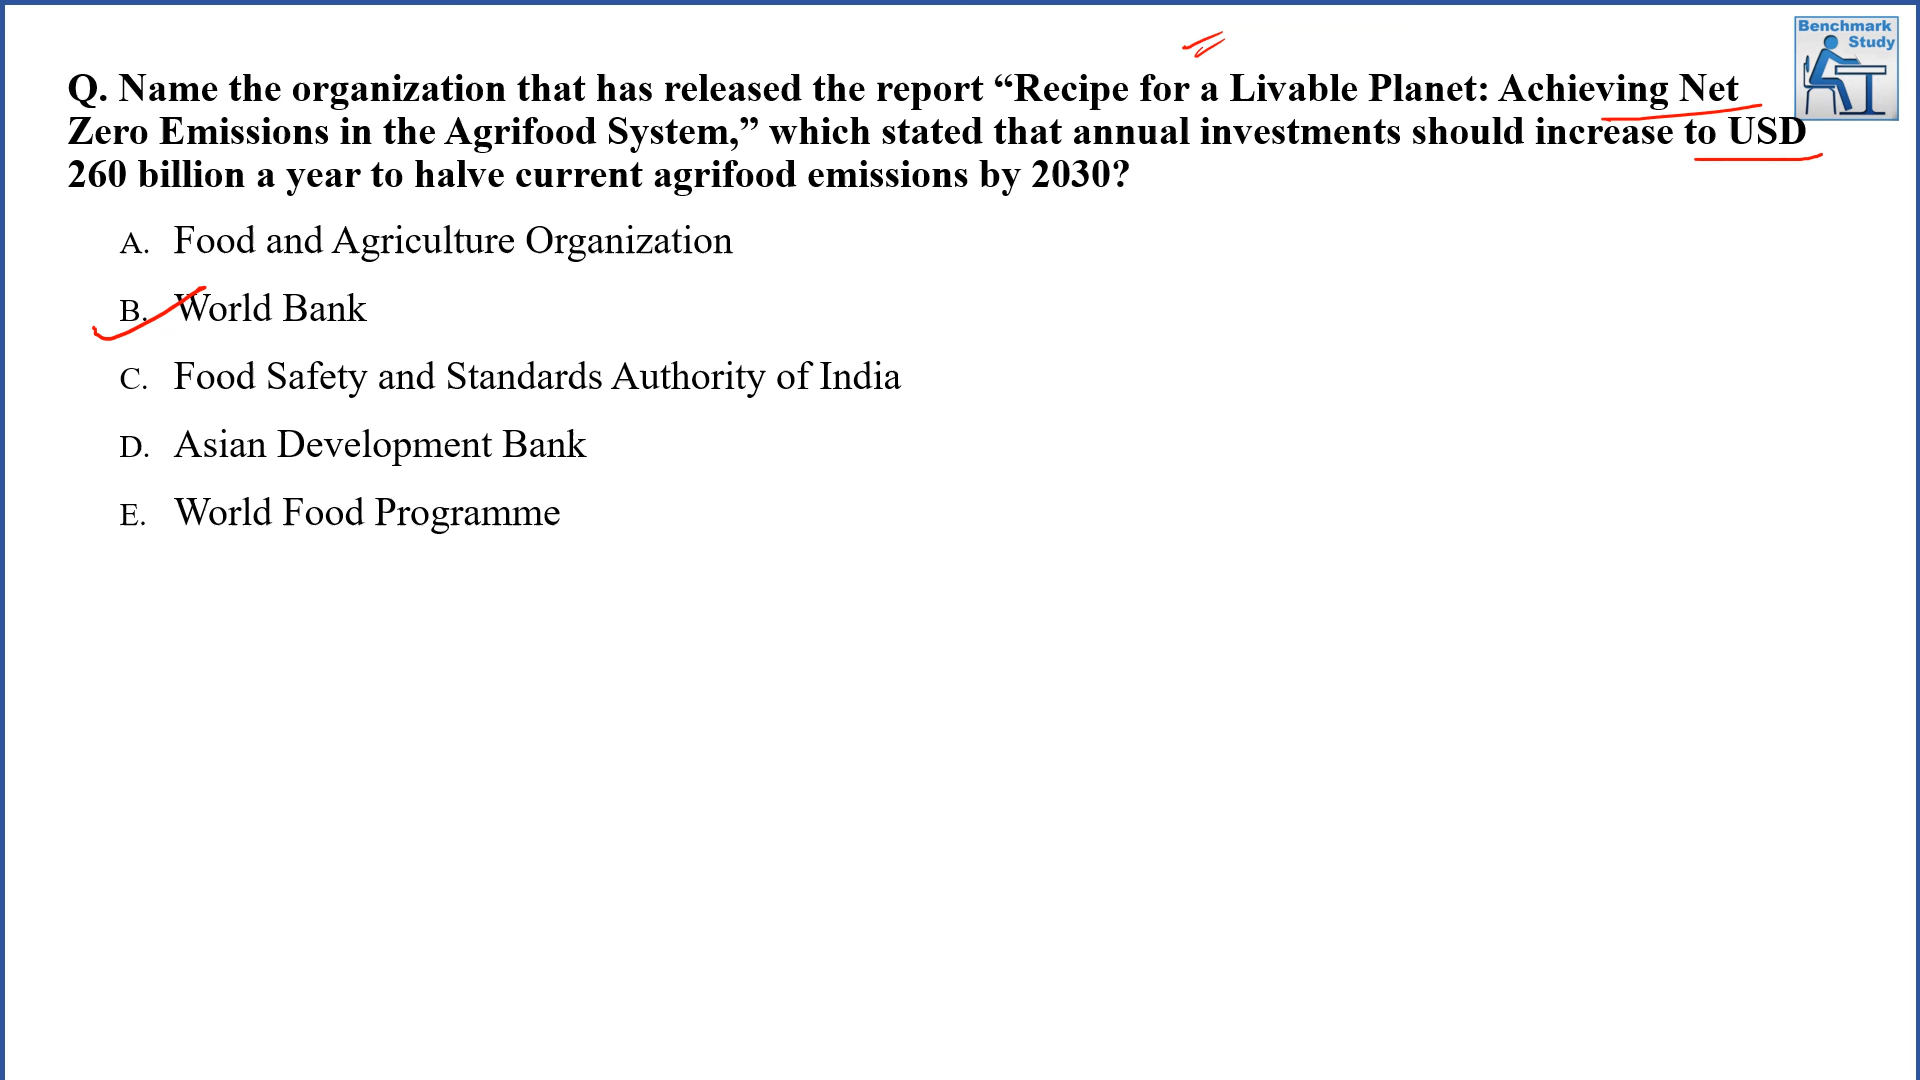 Benchmark
Study
Q. Name the organization that has released the report “Recipe for a Livable Planet: Achieving Net
Zero Emissions in the Agrifood System,” which stated that annual investments should increase to USD
260 billion a year to halve current agrifood emissions by 2030?
A. Food and Agriculture Organization
B. World Bank
C. Food Safety and Standards Authority of India
D. Asian Development Bank
E. World Food Programme